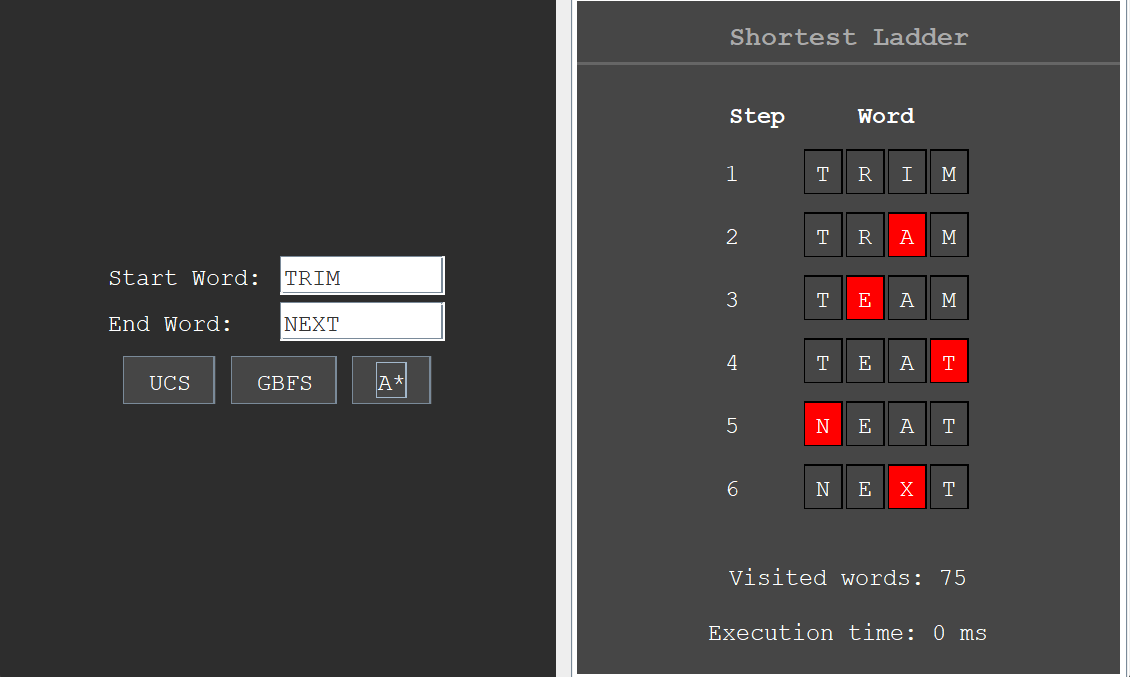 Start Word: TRIM
End Word: NEXT
UCS GBFS A*
Shortest Ladder
Step Word
1 T R I M
2 T R A M
3 T E A M
4 T E A T
5 N E A T
6 N E X T
Visited words: 75
Execution time: 0 ms